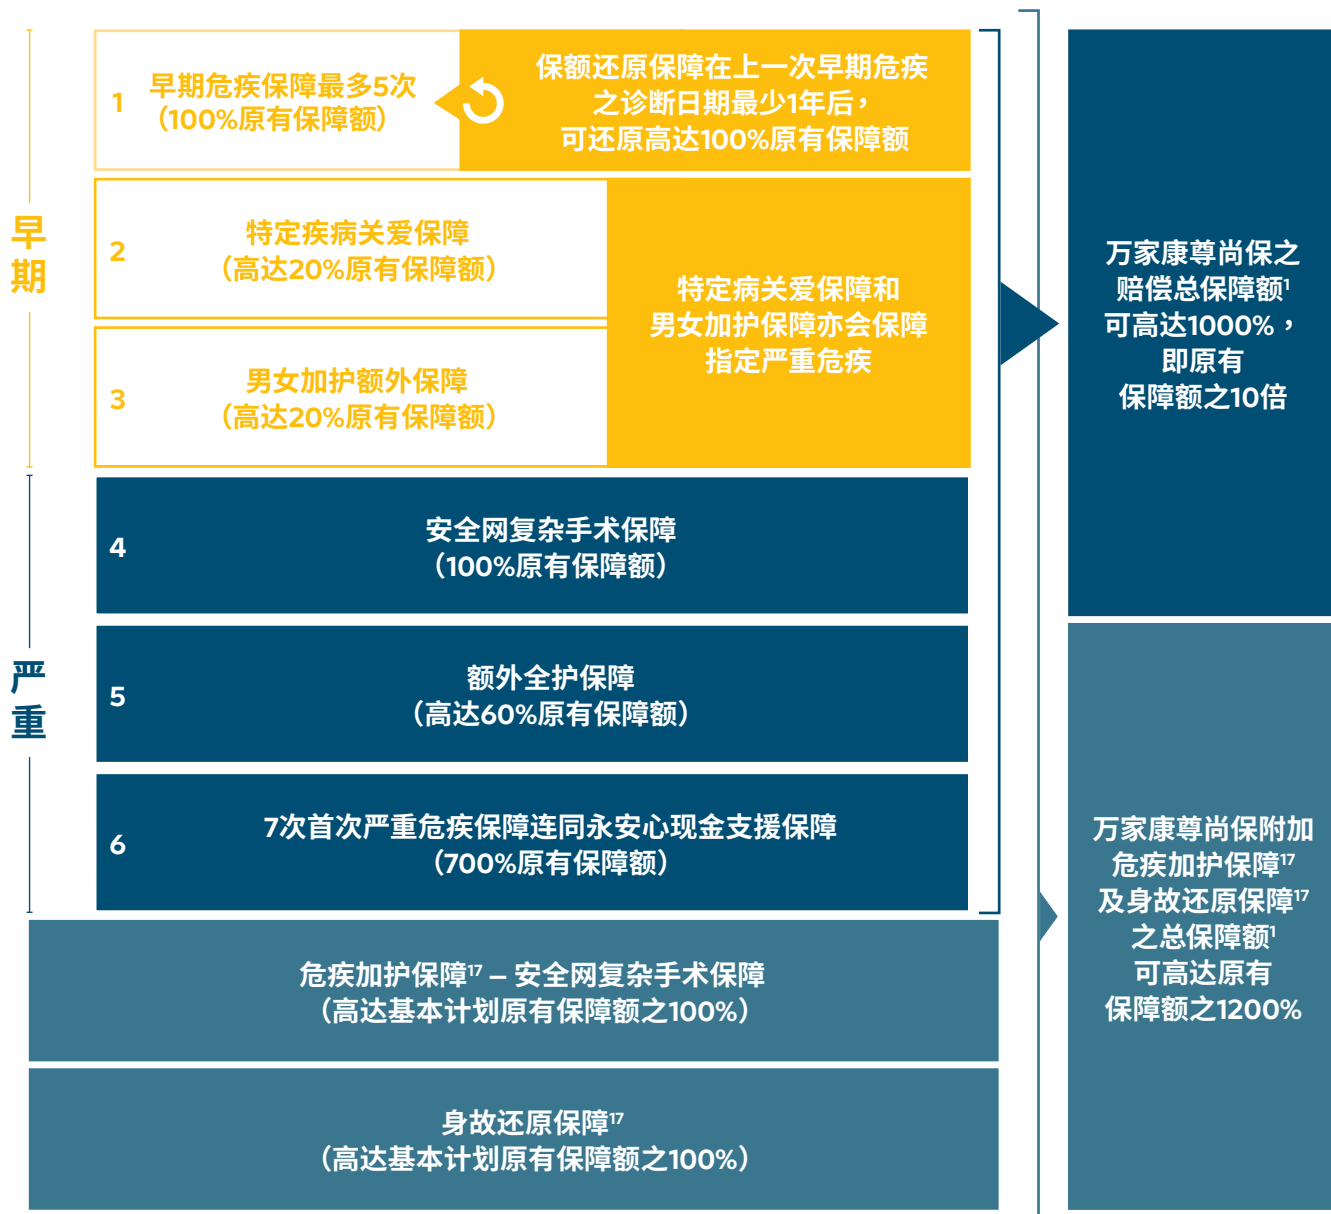 早期
1
早期危疾保障最多5次
（100%原有保障额）
保额还原保障在上一次早期危疾
之诊断日期最少1年后，
可还原高达100%原有保障额
2
特定疾病关爱保障
（高达20%原有保障额）
3
男女加护额外保障
（高达20%原有保障额）
特定病关爱保障和
男女加护保障亦会保障
指定严重危疾
严重
4
安全网复杂手术保障
（100%原有保障额）
5
额外全护保障
（高达60%原有保障额）
6
7次首次严重危疾保障连同永安心现金支援保障
（700%原有保障额）
危疾加护保障17 – 安全网复杂手术保障
（高达基本计划原有保障额之100%）
身故还原保障17
（高达基本计划原有保障额之100%）
万家康尊尚保之
赔偿总保障额1
可高达1000%，
即原有
保障额之10倍
万家康尊尚保附加
危疾加护保障17
及身故还原保障17
之总保障额1
可高达原有
保障额之1200%